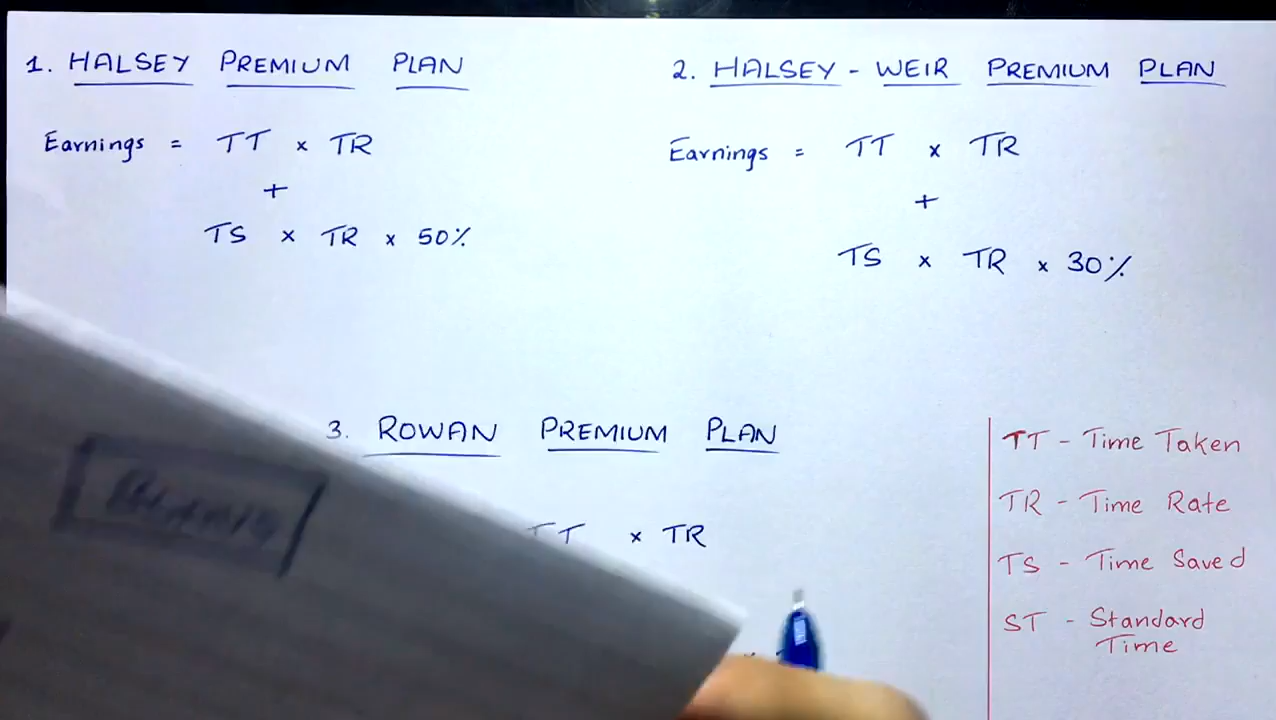 1. HALSEY PREMIUM PLAN
Earnings = TT × TR
+
TS × TR × 50%
2. HALSEY - WEIR PREMIUM PLAN
Earnings = TT × TR
+
TS × TR × 30%
3. ROWAN PREMIUM PLAN
TT × TR
TT - Time Taken
TR - Time Rate
TS - Time Saved
ST - Standard
Time